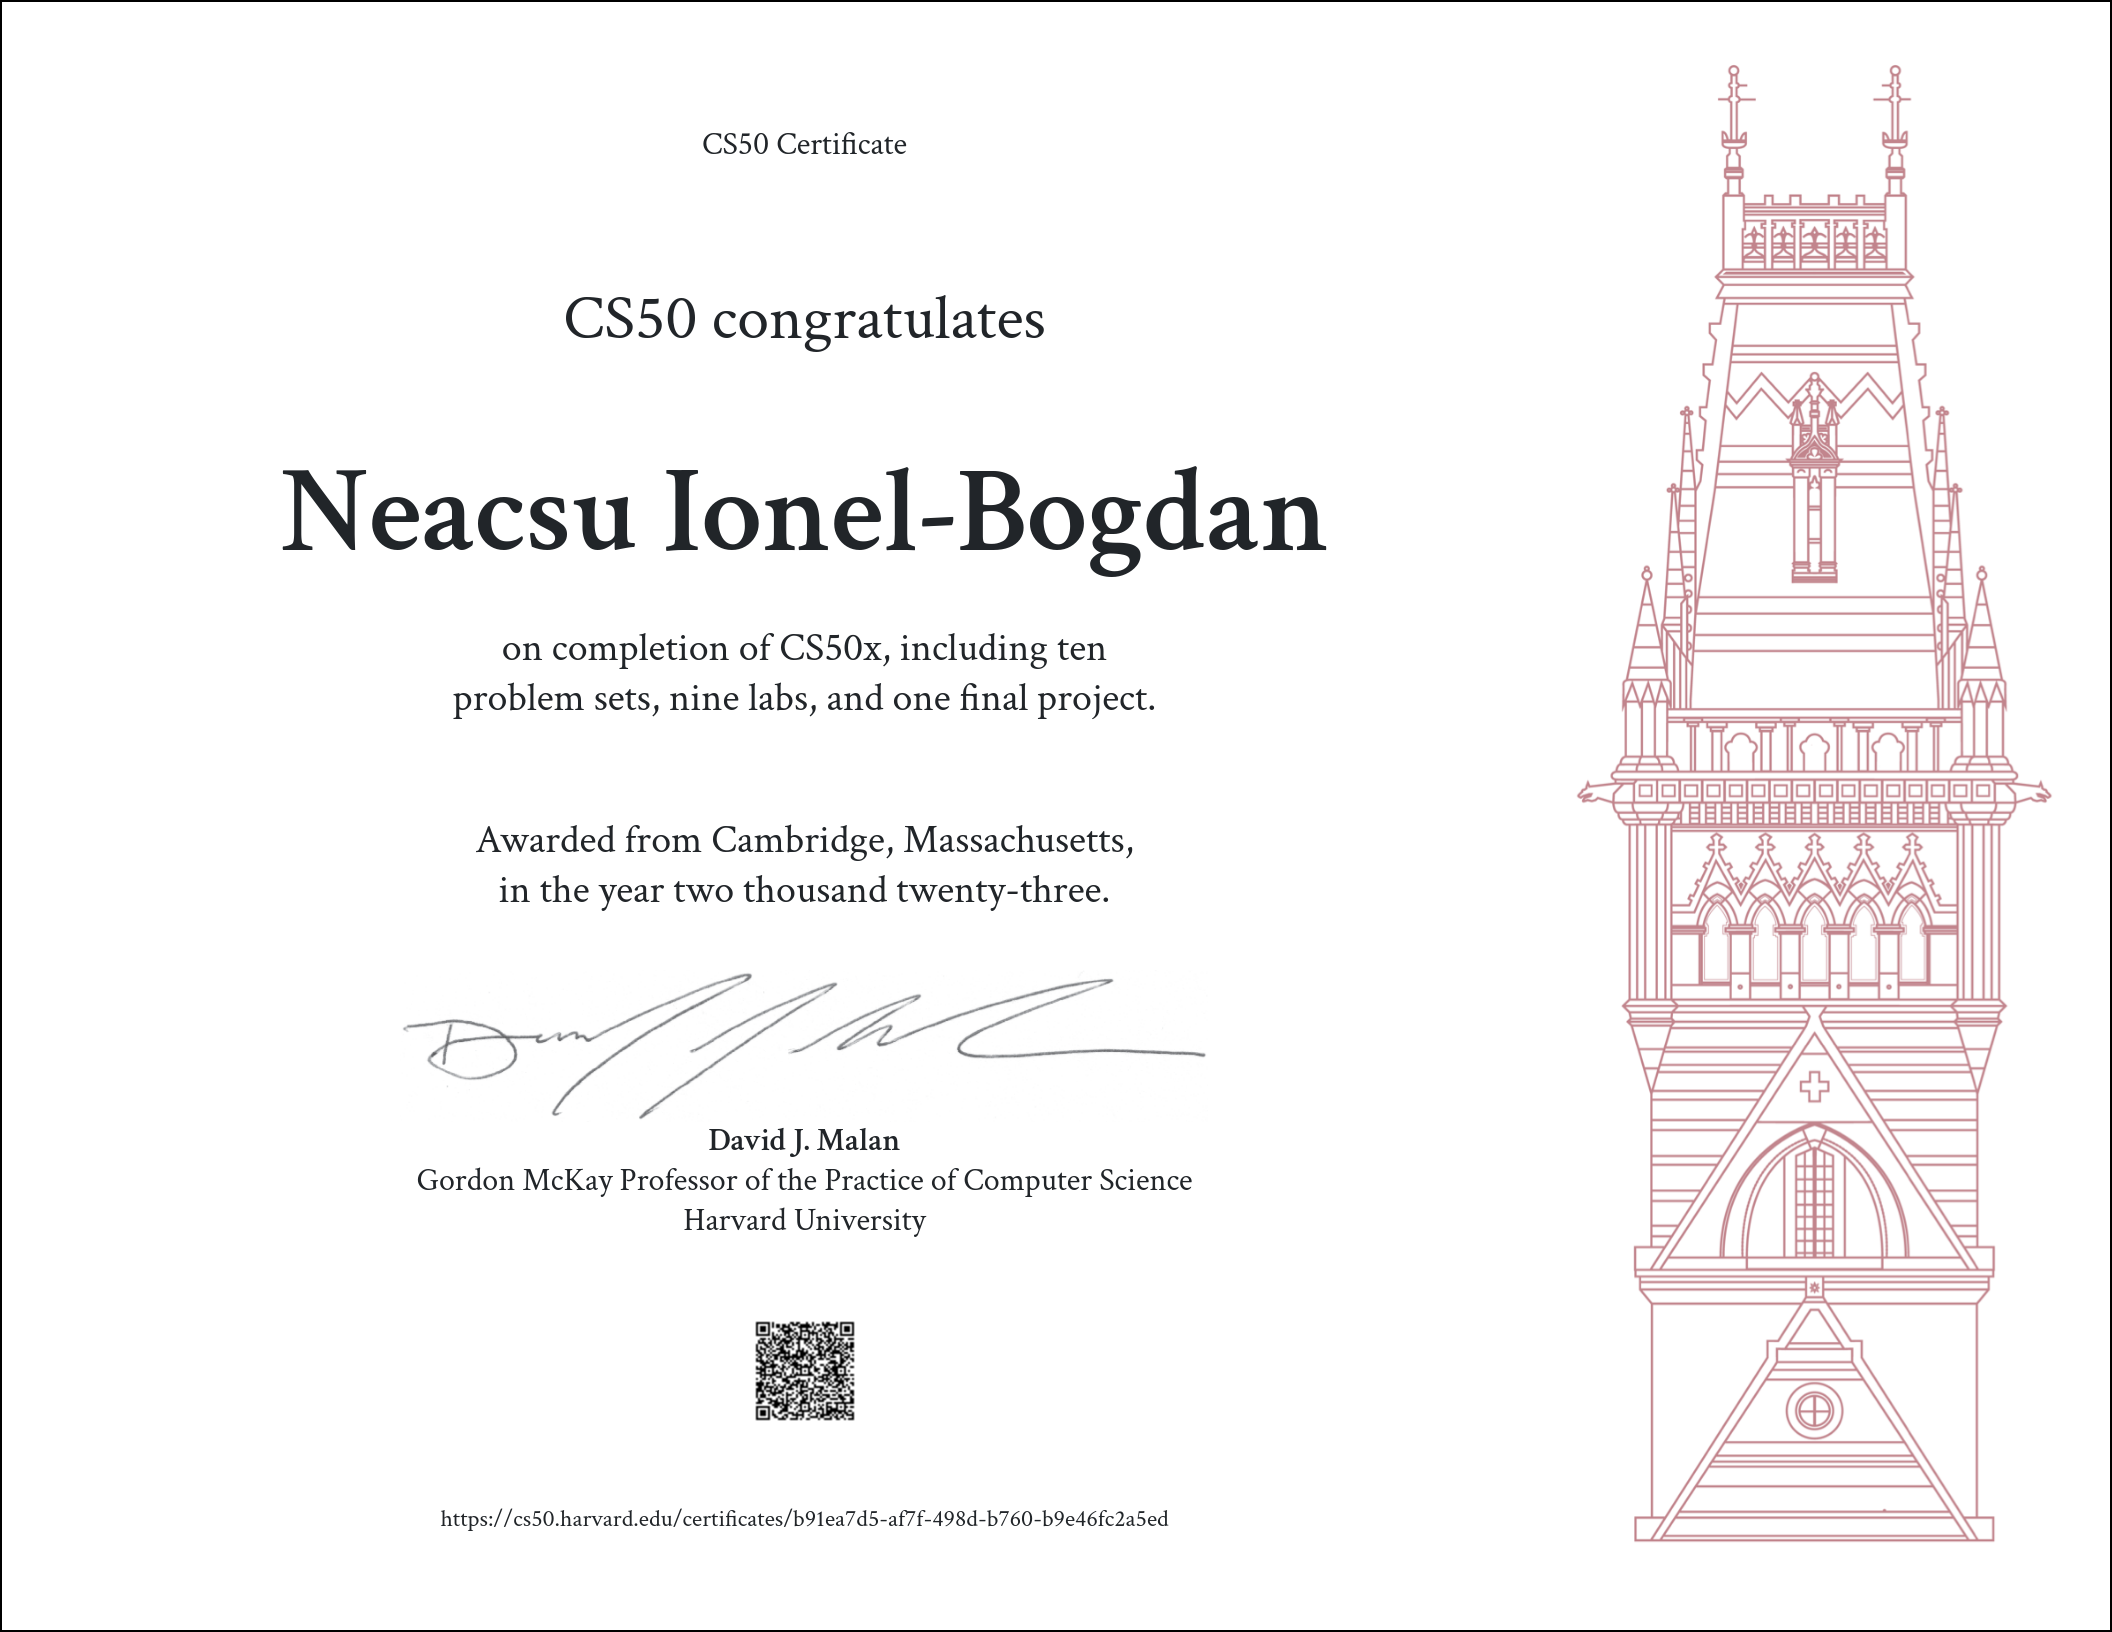 CS50 Certificate
CS50 congratulates
Neacsu Ionel-Bogdan
on completion of CS50x, including ten
problem sets, nine labs, and one final project.
Awarded from Cambridge, Massachusetts,
in the year two thousand twenty-three.
David J. Malan
Gordon McKay Professor of the Practice of Computer Science
Harvard University
https://cs50.harvard.edu/certificates/b91ea7d5-af7f-498d-b760-b9e46fc2a5ed